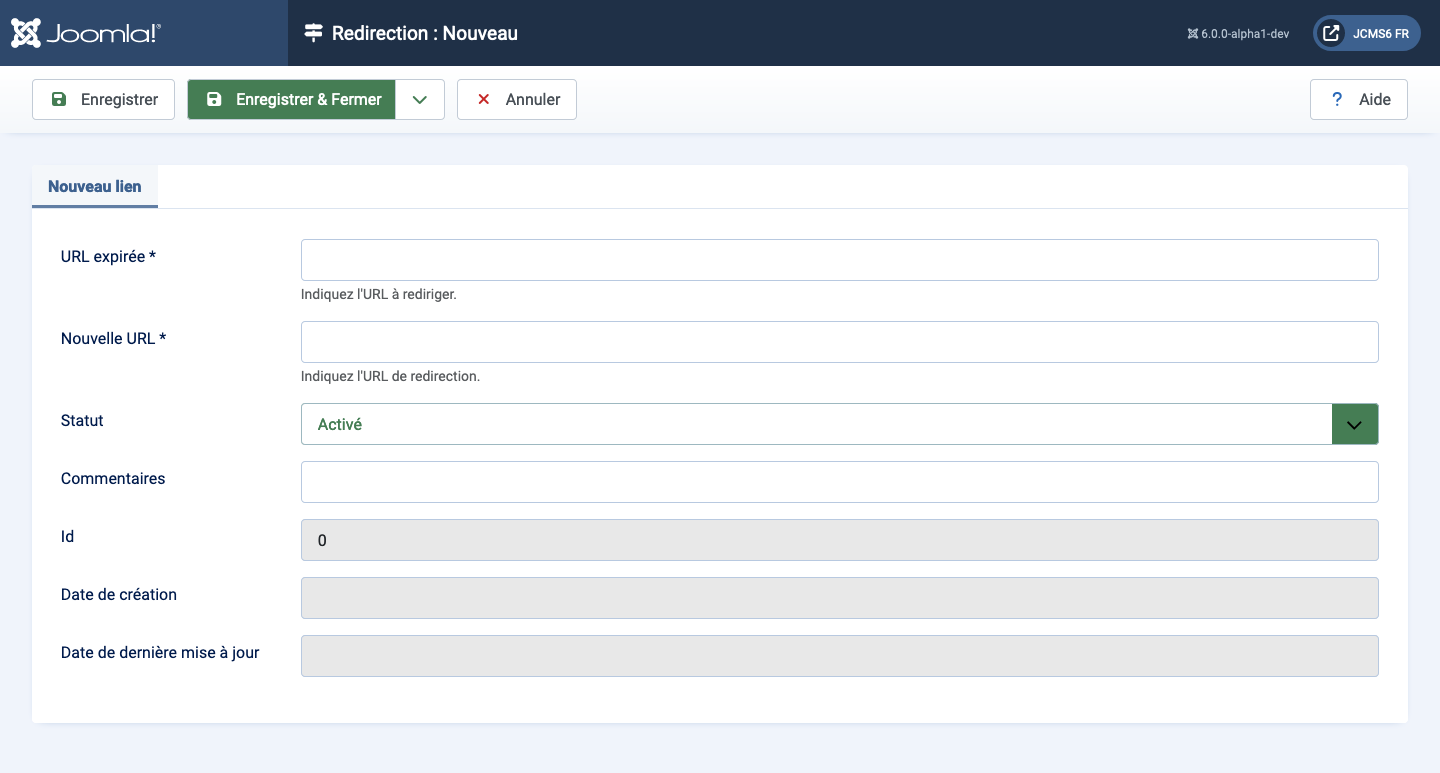 Joomla!®
Redirection : Nouveau
6.0.0-alpha1-dev
JCMS6 FR
Enregistrer
Enregistrer & Fermer
Annuler
? Aide
Nouveau lien
URL expirée *
Indiquez l'URL à rediriger.
Nouvelle URL *
Indiquez l'URL de redirection.
Statut
Activé
Commentaires
Id
0
Date de création
Date de dernière mise à jour